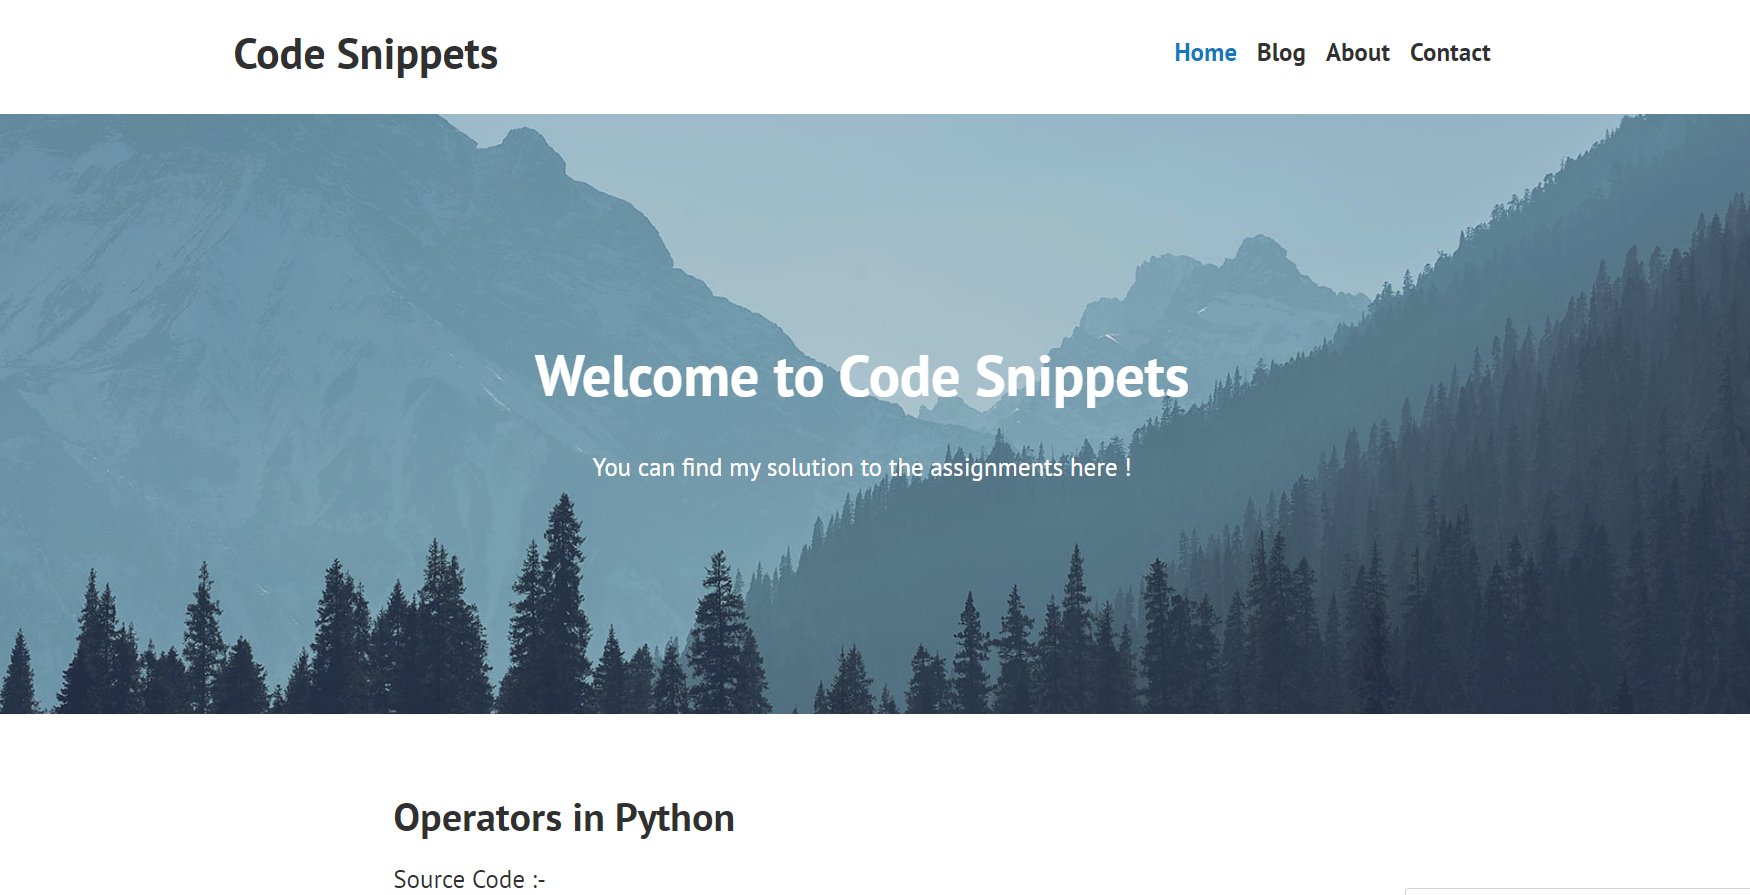 Code Snippets
Home Blog About Contact
Welcome to Code Snippets
You can find my solution to the assignments here !
Operators in Python
Source Code :-